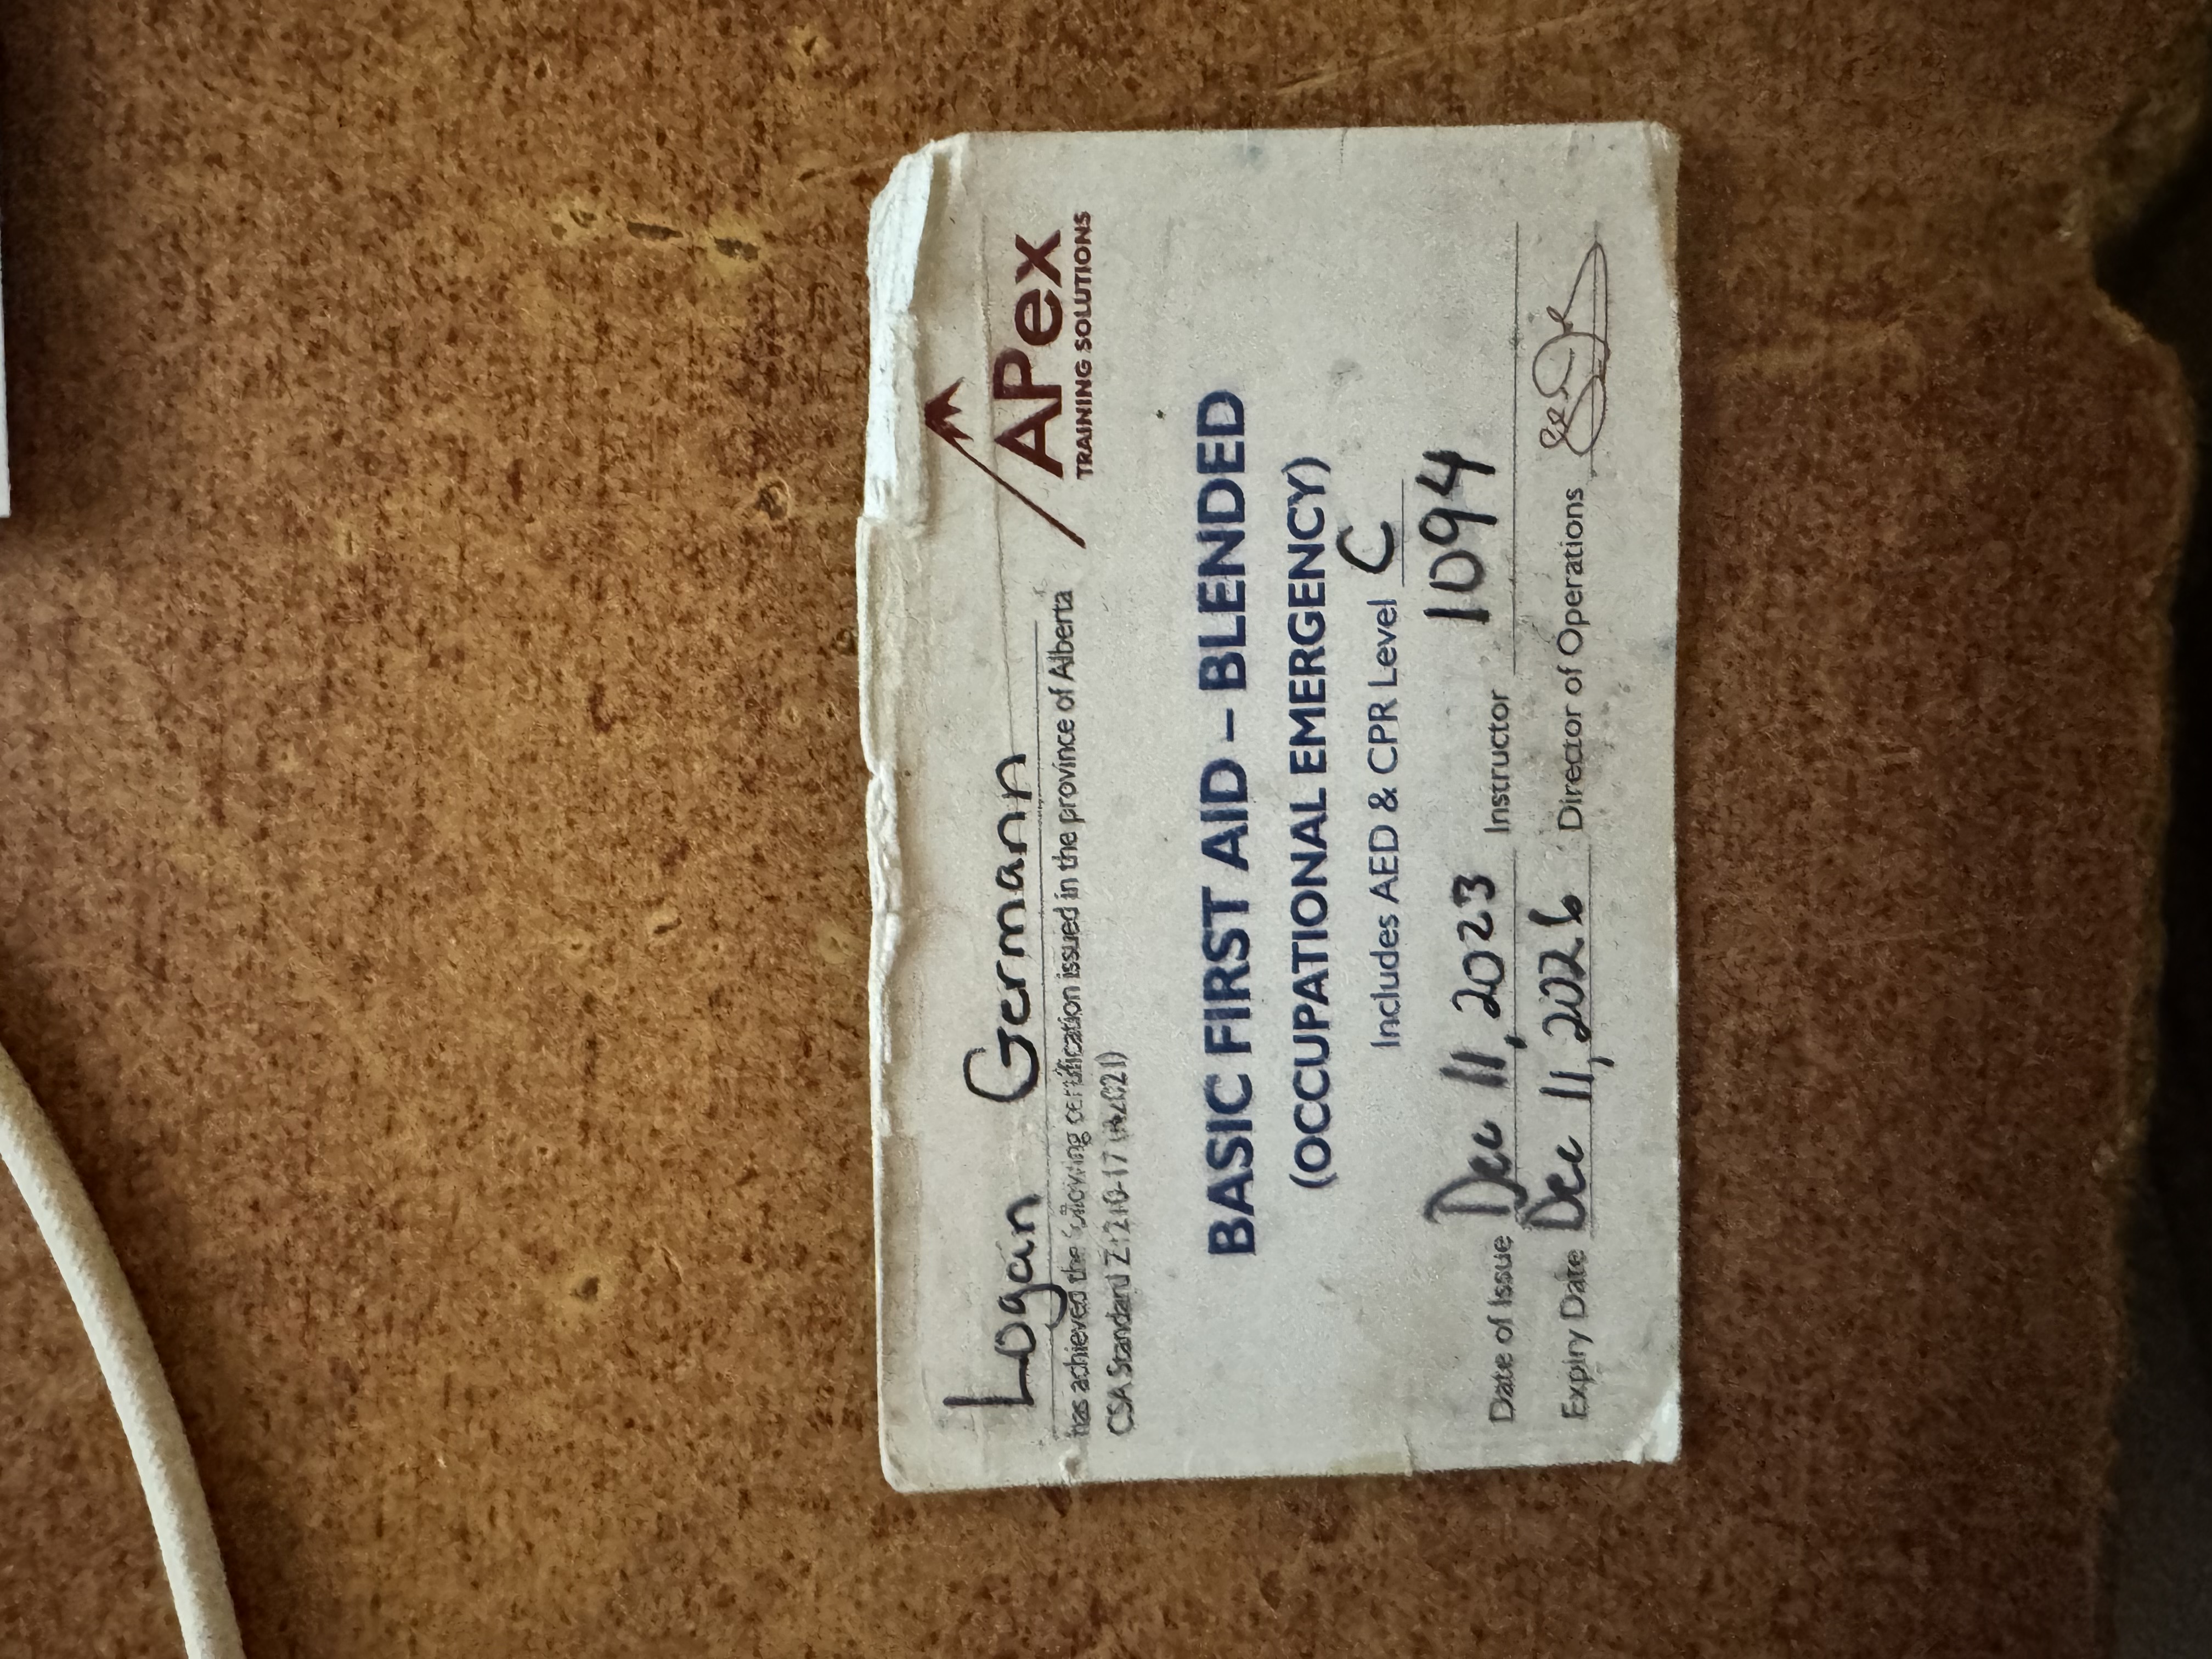 APex
TRAINING SOLUTIONS
Logan Germann
has achieved the following certification issued in the province of Alberta
CSA Standard Z1210-17 (R2021)
BASIC FIRST AID – BLENDED
(OCCUPATIONAL EMERGENCY)
Includes AED & CPR Level C
Date of Issue Dec 11, 2023 Instructor 1094
Expiry Date Dec 11, 2026 Director of Operations